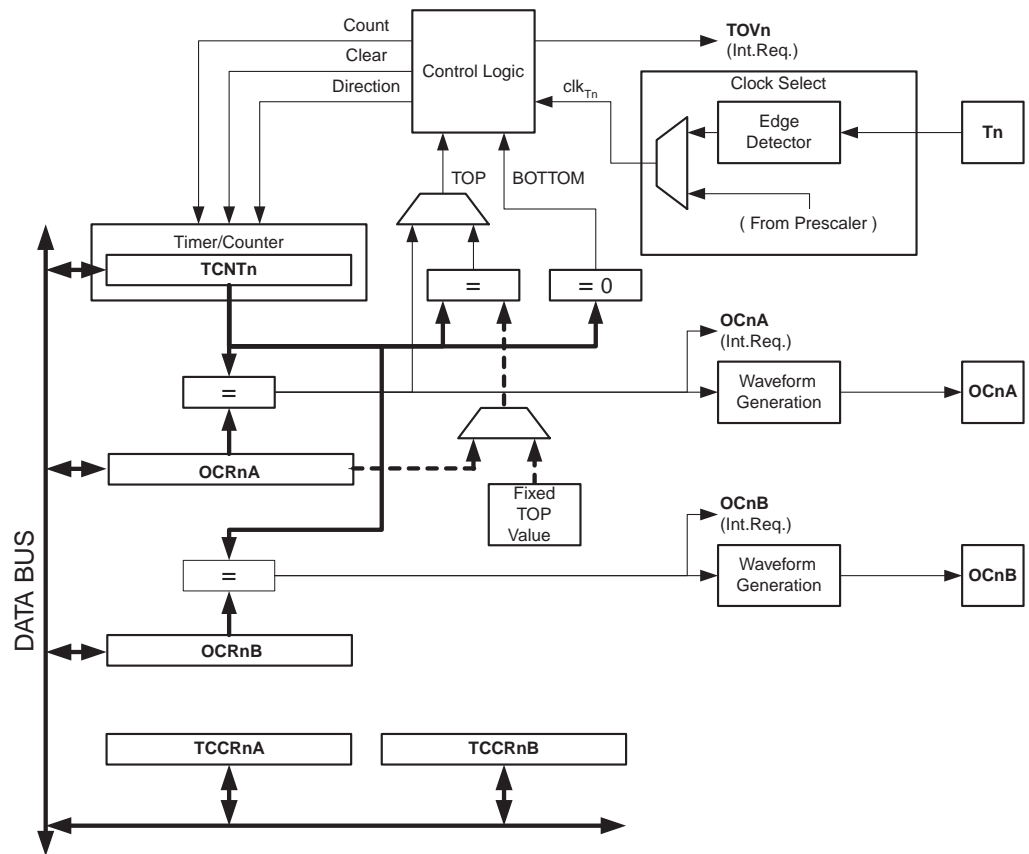 Count
Clear
Direction
Control Logic
TOVn
(Int.Req.)
clkTn
Clock Select
Edge
Detector
Tn
( From Prescaler )
TOP
BOTTOM
Timer/Counter
TCNTn
=
= 0
OCnA
(Int.Req.)
=
Waveform
Generation
OCnA
OCRnA
Fixed
TOP
Value
OCnB
(Int.Req.)
=
Waveform
Generation
OCnB
OCRnB
DATA BUS
TCCRnA
TCCRnB